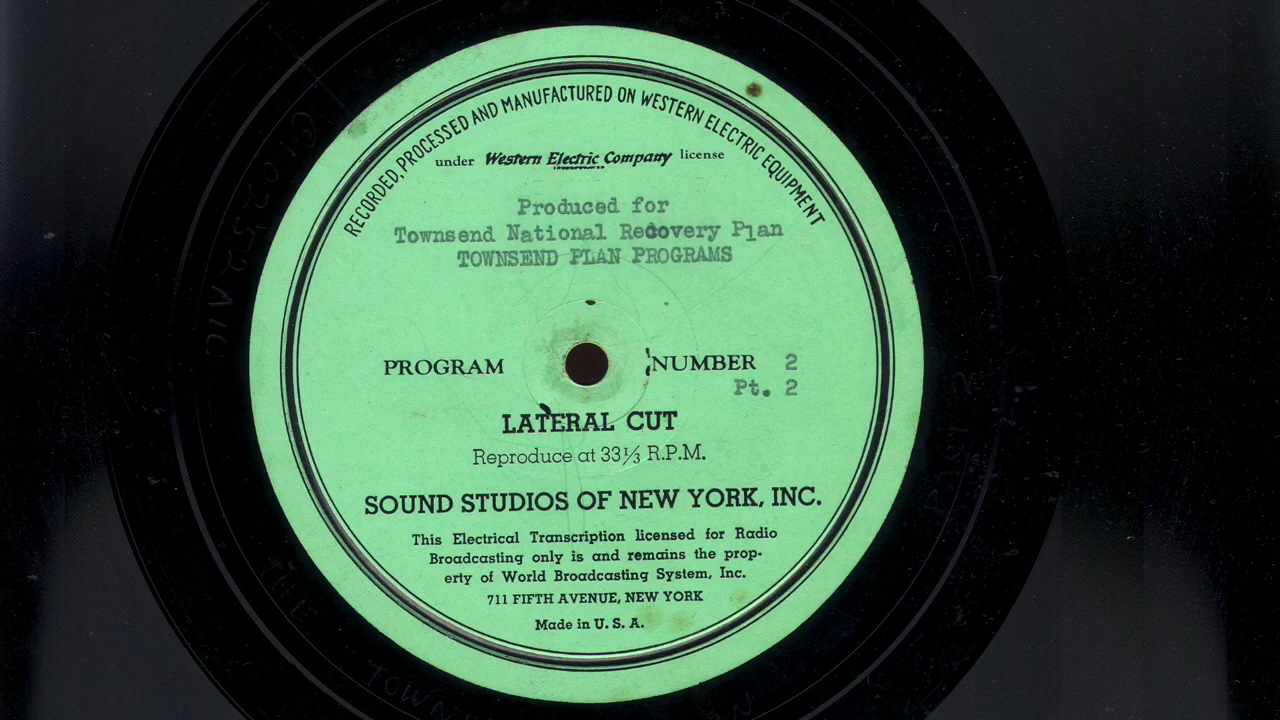 RECORDED, PROCESSED AND MANUFACTURED ON WESTERN ELECTRIC EQUIPMENT
under Western Electric Company license
Produced for
Townsend National Recovery Plan
TOWNSEND PLAN PROGRAMS
PROGRAM NUMBER 2
Pt. 2
LATERAL CUT
Reproduce at 33⅓ R.P.M.
SOUND STUDIOS OF NEW YORK, INC.
This Electrical Transcription licensed for Radio
Broadcasting only is and remains the prop-
erty of World Broadcasting System, Inc.
711 FIFTH AVENUE, NEW YORK
Made in U. S. A.
PART 2
THE